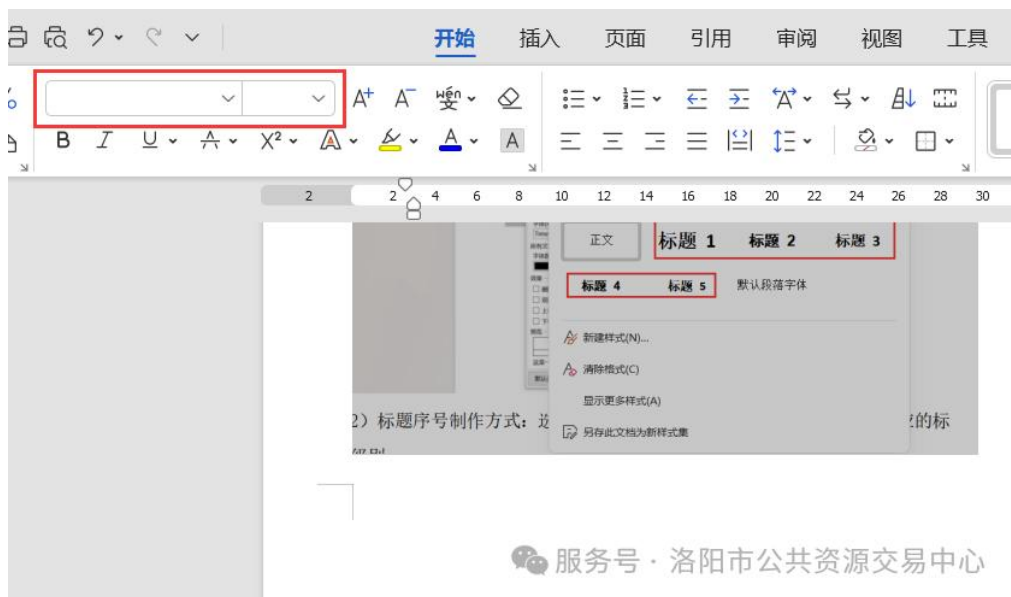 开始 插入 页面 引用 审阅 视图 工具
A+ A- wén 安 A
B I U A X² A A A
2 2 4 6 8 10 12 14 16 18 20 22 24 26 28 30
正文 标题 1 标题 2 标题 3
标题 4 标题 5 默认段落字体
新建样式(N)...
清除格式(C)
显示更多样式(A)
2）标题序号制作方式：
的标
另存此文档为新样式集
服务号 · 洛阳市公共资源交易中心